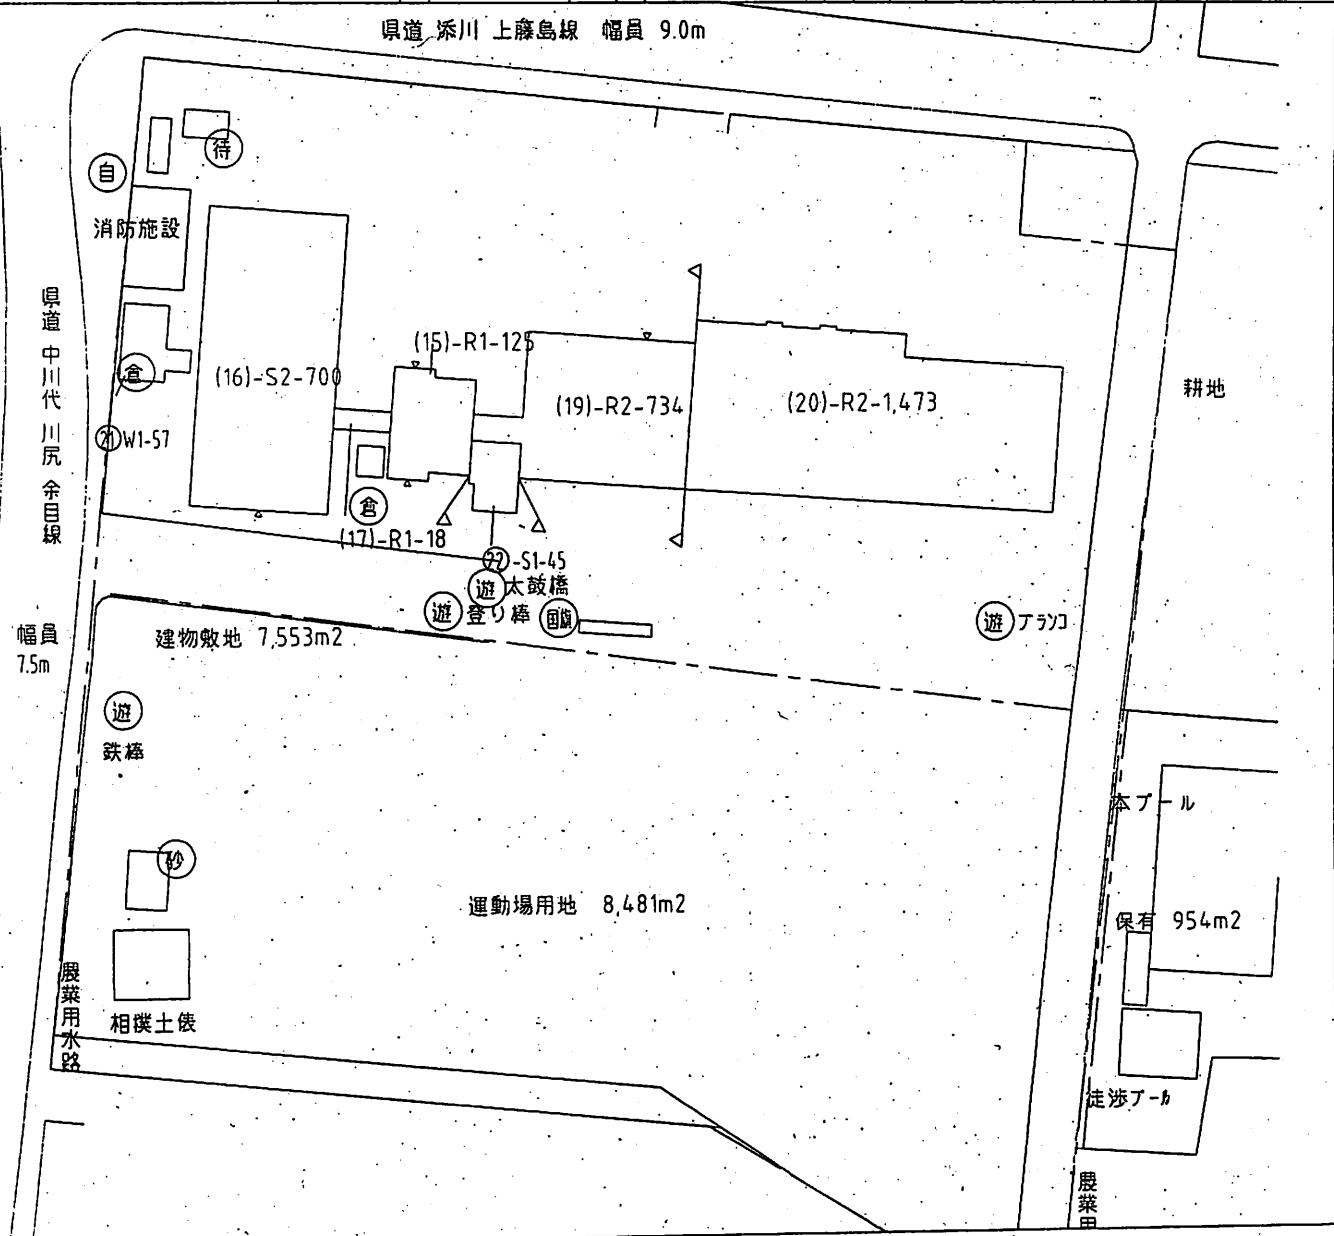 県道 添川 上藤島線 幅員 9.0m
待
自
消防施設
県道 中川代 川尻 余目線
幅員
7.5m
(15)-R1-125
(16)-S2-700
(19)-R2-734
(20)-R2-1,473
耕地
倉
21 W1-57
倉
(17)-R1-18
22 -S1-45
遊 太鼓橋
遊 登り棒
国旗
遊 ブランコ
建物敷地 7,553m2
遊
鉄棒
本プール
砂
運動場用地 8,481m2
保有 954m2
農業用水路
相撲土俵
徒渉プール
農業用